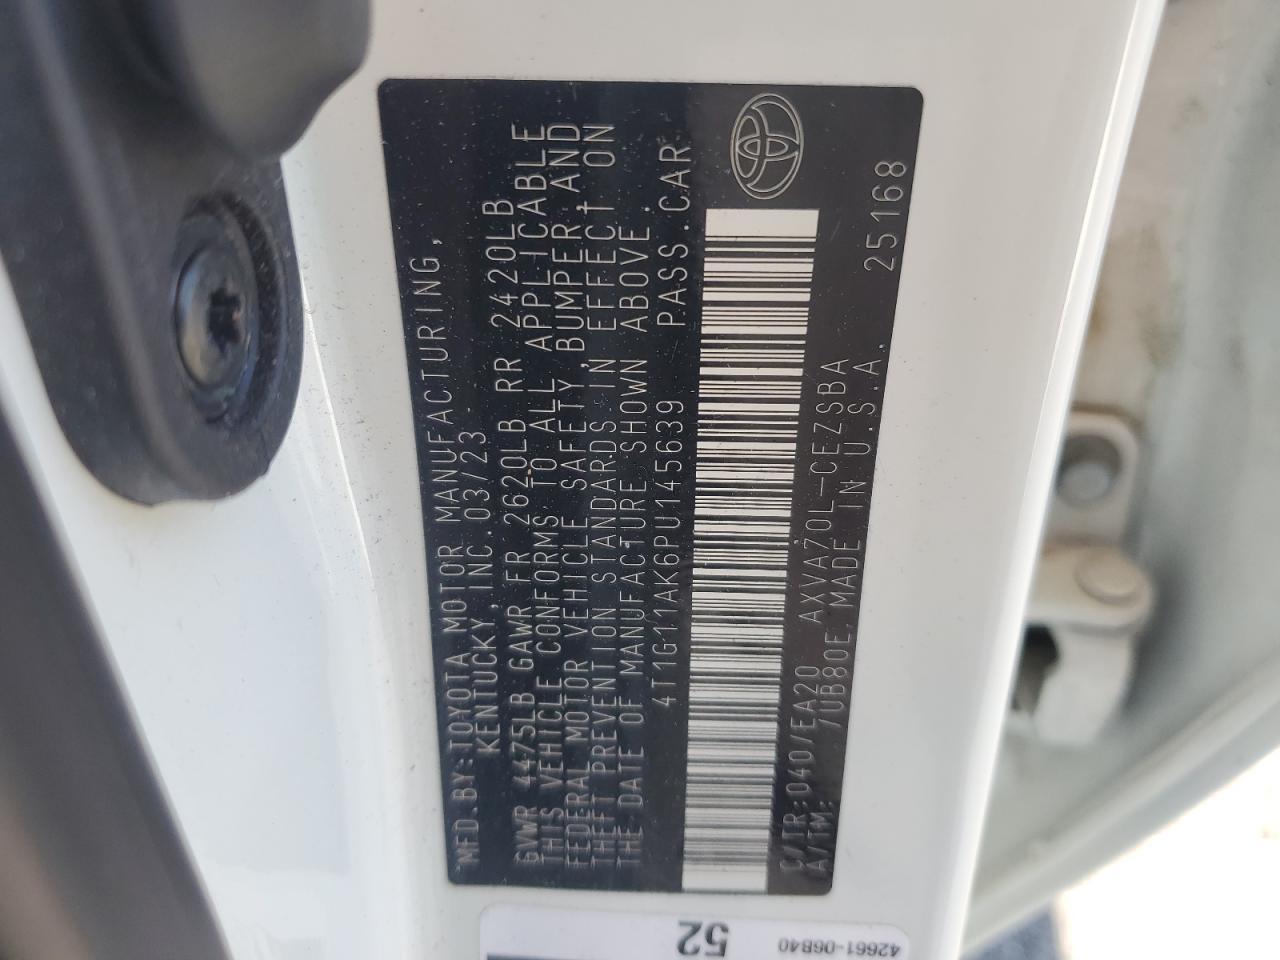 MFD.BY:TOYOTA MOTOR MANUFACTURING,
KENTUCKY, INC. 03/23
GVWR 4475LB GAWR FR 2620LB RR 2420LB
THIS VEHICLE CONFORMS TO ALL APPLICABLE
FEDERAL MOTOR VEHICLE SAFETY,BUMPER,AND
THEFT PREVENTION STANDARDS IN EFFECT ON
THE DATE OF MANUFACTURE SHOWN ABOVE.
4T1G11AK6PU145639 PASS.CAR
C/TR:040/EA20 AXVA70L-CEZSBA
A/TM: /UB80E, MADE IN U.S.A. 25168
52
42661-06B40